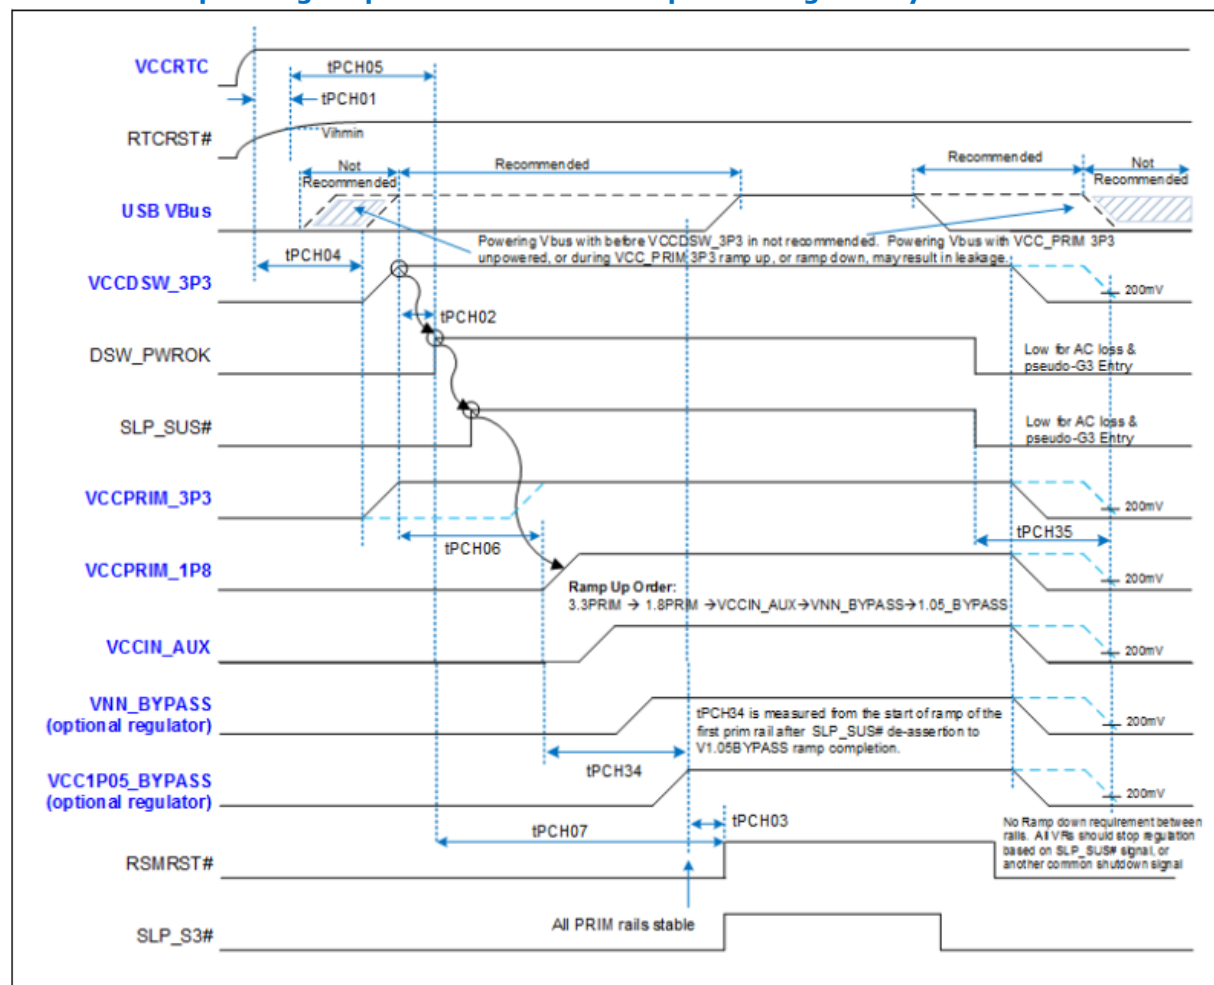 VCCRTC
tPCH05
tPCH01
RTCRST#
Vihmin
Not
Recommended
Recommended
Recommended
Not
Recommended
USB VBus
Powering Vbus with before VCCDSW_3P3 in not recommended. Powering Vbus with VCC_PRIM 3P3
unpowered, or during VCC_PRIM 3P3 ramp up, or ramp down, may result in leakage.
tPCH04
VCCDSW_3P3
200mV
tPCH02
DSW_PWROK
Low for AC loss &
pseudo-G3 Entry
SLP_SUS#
Low for AC loss &
pseudo-G3 Entry
VCCPRIM_3P3
200mV
tPCH06
tPCH35
VCCPRIM_1P8
200mV
Ramp Up Order:
3.3PRIM → 1.8PRIM →VCCIN_AUX→VNN_BYPASS→1.05_BYPASS
VCCIN_AUX
200mV
VNN_BYPASS
(optional regulator)
tPCH34 is measured from the start of ramp of the
first prim rail after SLP_SUS# de-assertion to
V1.05BYPASS ramp completion.
200mV
tPCH34
VCC1P05_BYPASS
(optional regulator)
200mV
tPCH03
tPCH07
No Ramp down requirement between
rails. All VRs should stop regulation
based on SLP_SUS# signal, or
another common shutdown signal
RSMRST#
All PRIM rails stable
SLP_S3#